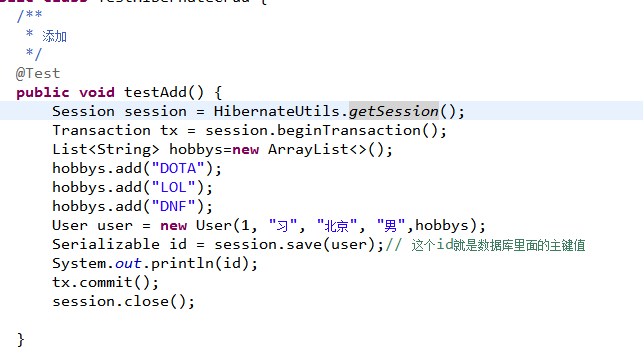 /**
* 添加
*/
@Test
public void testAdd() {
Session session = HibernateUtils.getSession();
Transaction tx = session.beginTransaction();
List<String> hobbys=new ArrayList<>();
hobbys.add("DOTA");
hobbys.add("LOL");
hobbys.add("DNF");
User user = new User(1, "习", "北京", "男",hobbys);
Serializable id = session.save(user);// 这个id就是数据库里面的主键值
System.out.println(id);
tx.commit();
session.close();
}